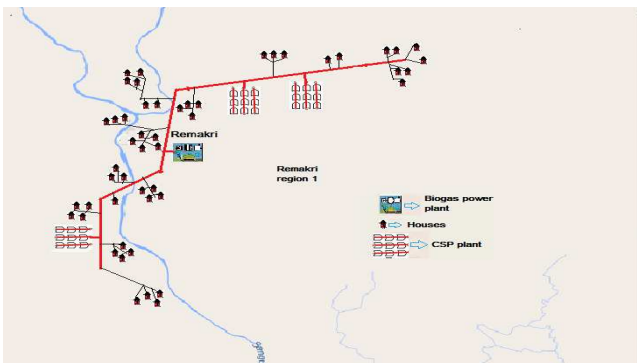 Remakri
Remakri
region 1
Biogas power
plant
Houses
CSP plant